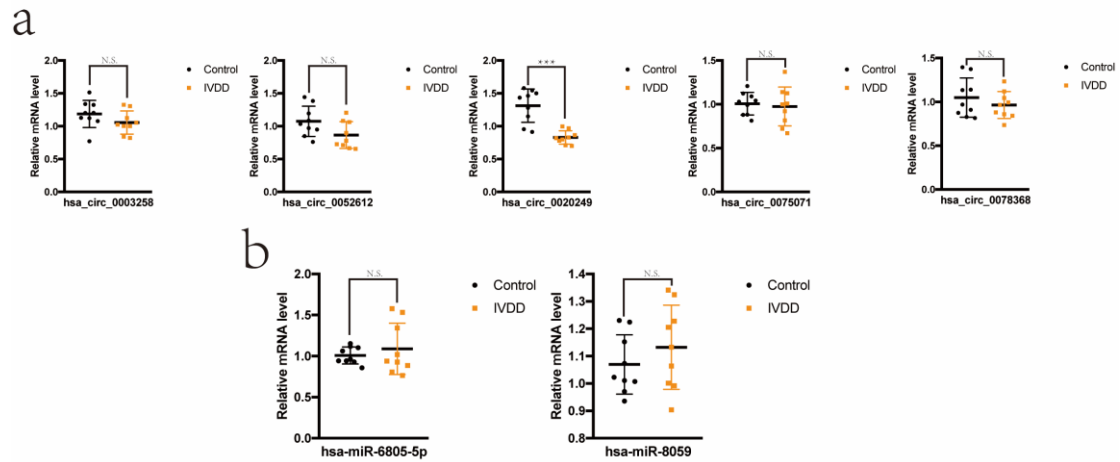 a
N.S.
2.0
1.5
1.0
0.5
0.0
Relative mRNA level
Control
IVDD
hsa_circ_0003258
N.S.
2.0
1.5
1.0
0.5
0.0
Relative mRNA level
Control
IVDD
hsa_circ_0052612
***
2.0
1.5
1.0
0.5
0.0
Relative mRNA level
Control
IVDD
hsa_circ_0020249
N.S.
1.5
1.0
0.5
0.0
Relative mRNA level
Control
IVDD
hsa_circ_0075071
N.S.
1.5
1.0
0.5
0.0
Relative mRNA level
Control
IVDD
hsa_circ_0078368
b
N.S.
2.0
1.5
1.0
0.5
0.0
Relative mRNA level
Control
IVDD
hsa-miR-6805-5p
N.S.
1.4
1.3
1.2
1.1
1.0
0.9
0.8
Relative mRNA level
Control
IVDD
hsa-miR-8059